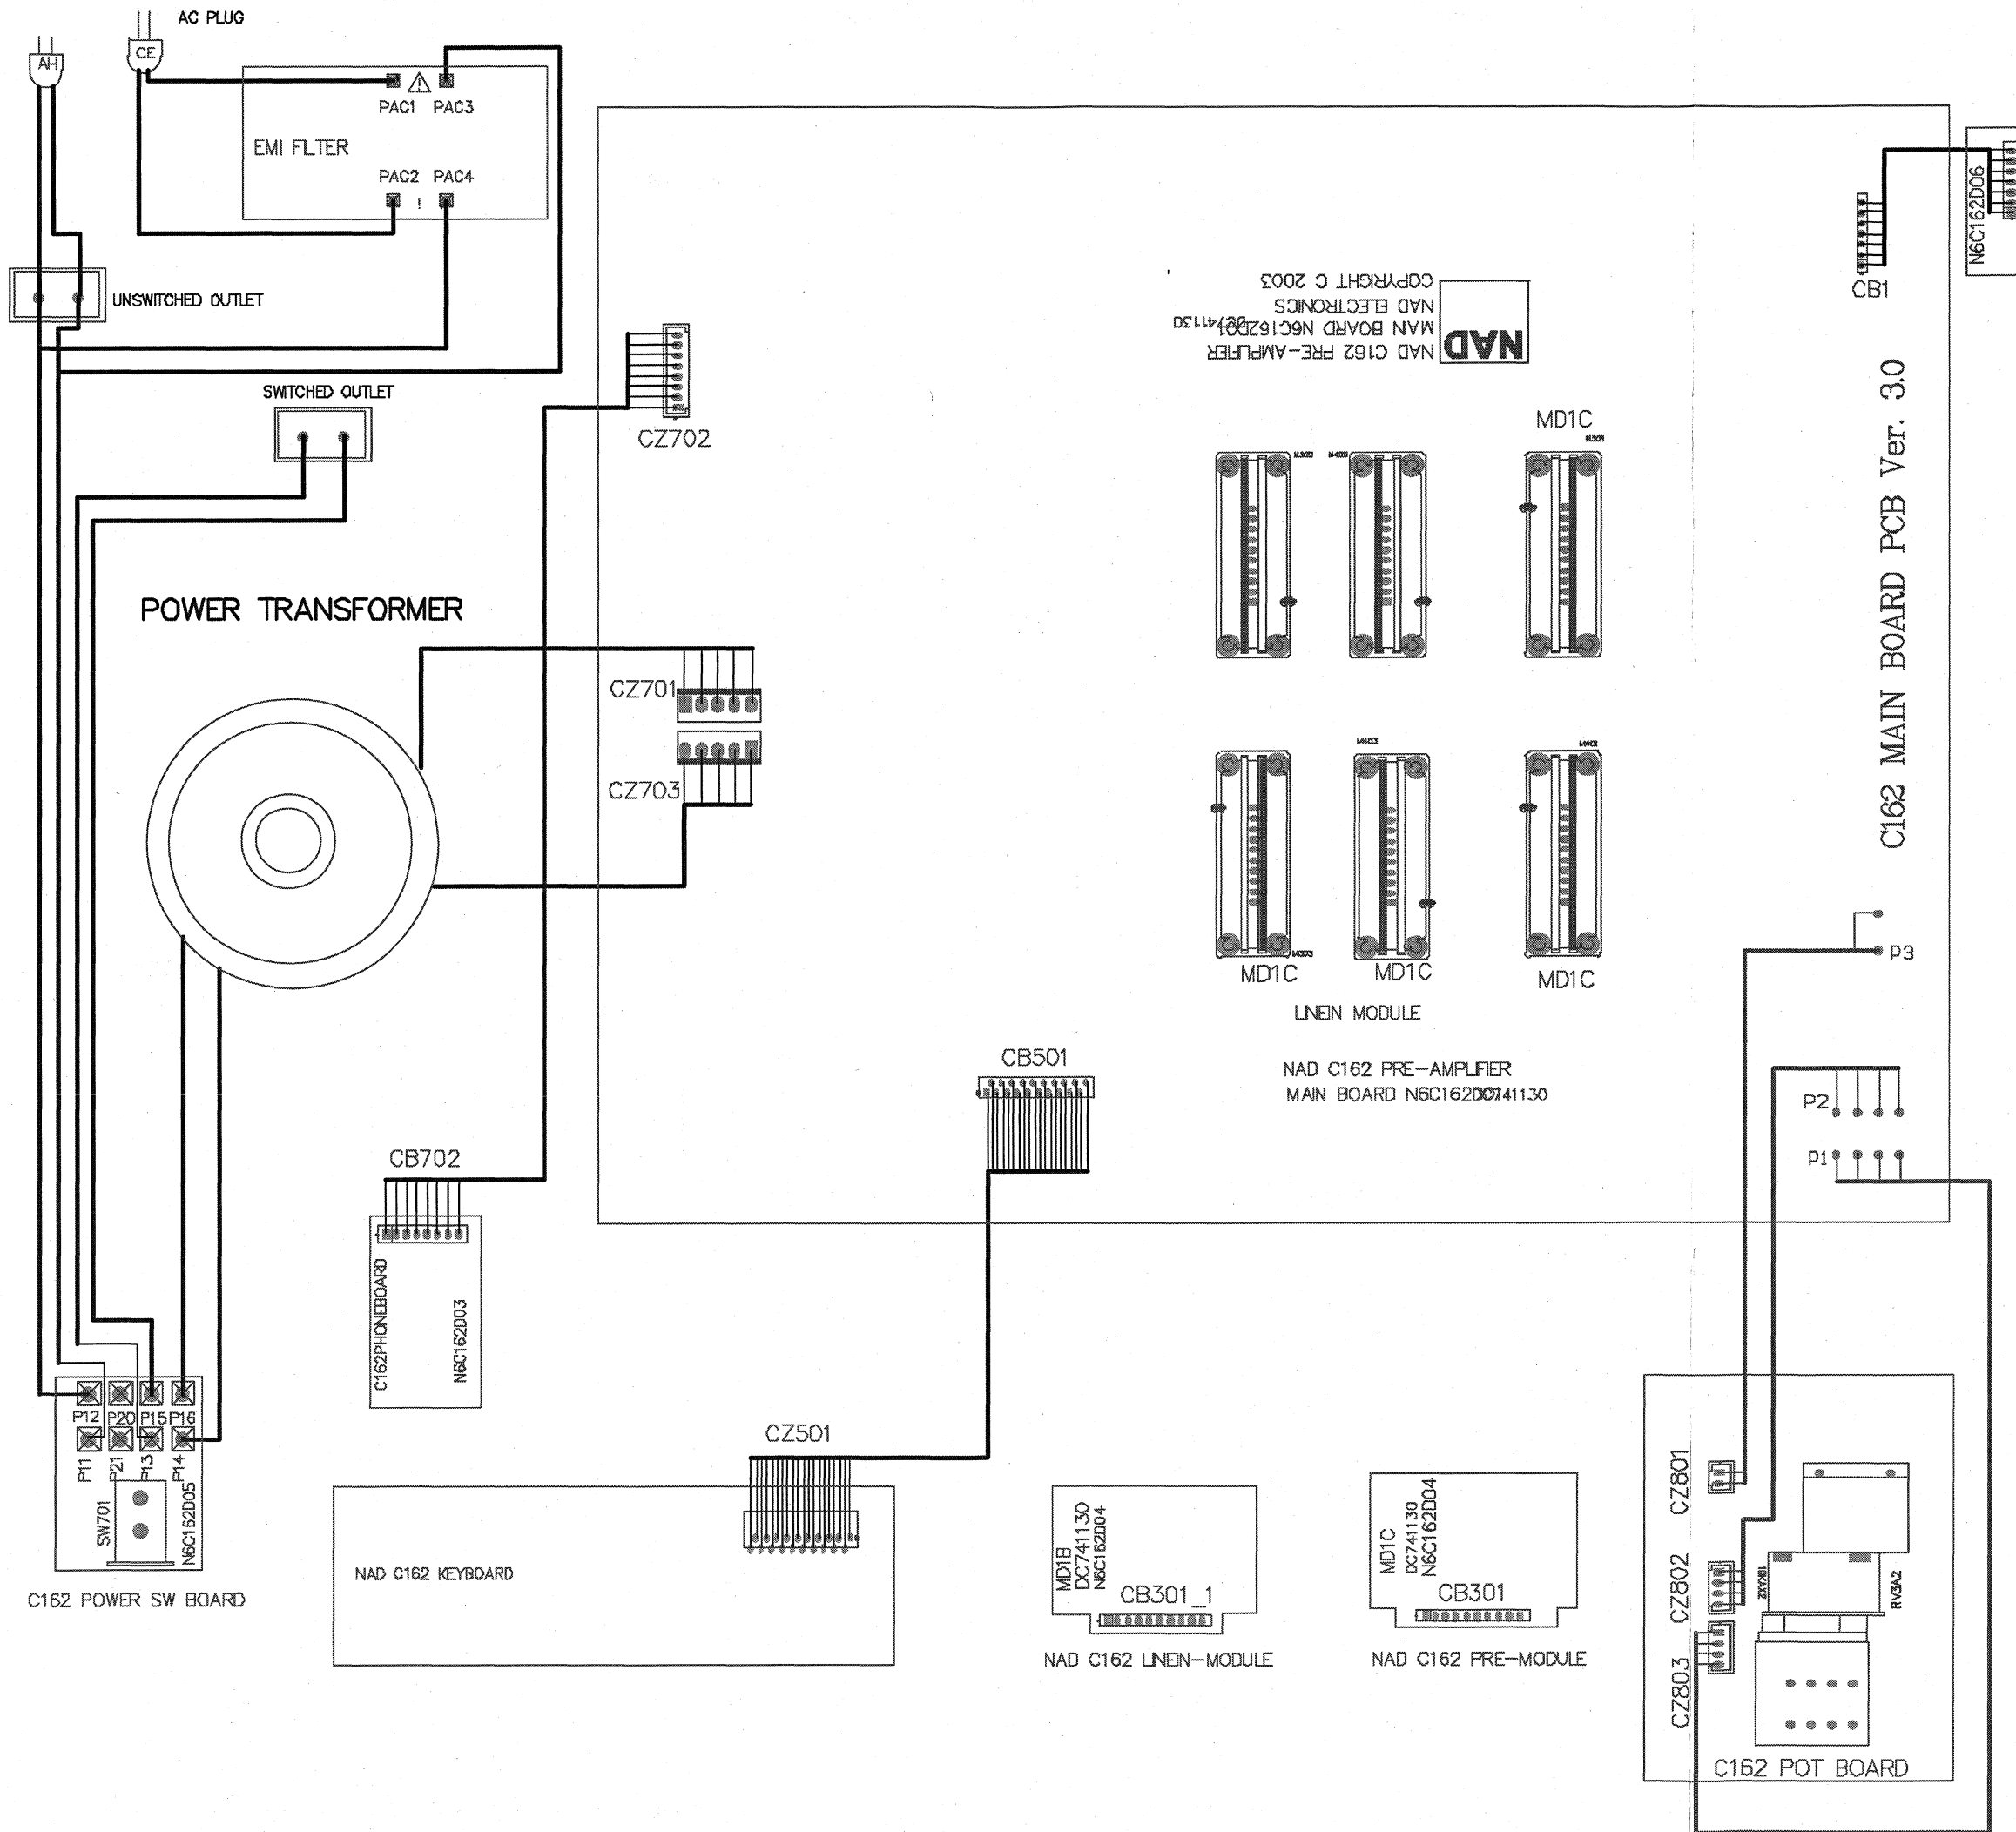 AC PLUG
AH
CE
PAC1 PAC3
EMI FILTER
PAC2 PAC4
!
UNSWITCHED OUTLET
SWITCHED OUTLET
POWER TRANSFORMER
CZ702
CZ701
CZ703
NAD
NAD C162 PRE-AMPLIFIER
MAIN BOARD
NAD ELECTRONICS
COPYRIGHT C 2003
CB1
N6C162D06
C162 MAIN BOARD PCB Ver. 3.0
MD1C
MD1C
MD1C
MD1C
LINEIN MODULE
NAD C162 PRE-AMPLIFIER
MAIN BOARD
P3
P2
P1
CB501
CB702
C162PHONEBOARD
N6C162D03
P12 P20 P15 P16
P11 P21 P13 P14
SW701
N6C162D05
C162 POWER SW BOARD
CZ501
NAD C162 KEYBOARD
MD1B
DC741130
N6C162D04
CB301_1
NAD C162 LINEIN-MODULE
MD1C
DC741130
N6C162D04
CB301
NAD C162 PRE-MODULE
CZ801
CZ802
CZ803
10KAX2
RV3A2
C162 POT BOARD